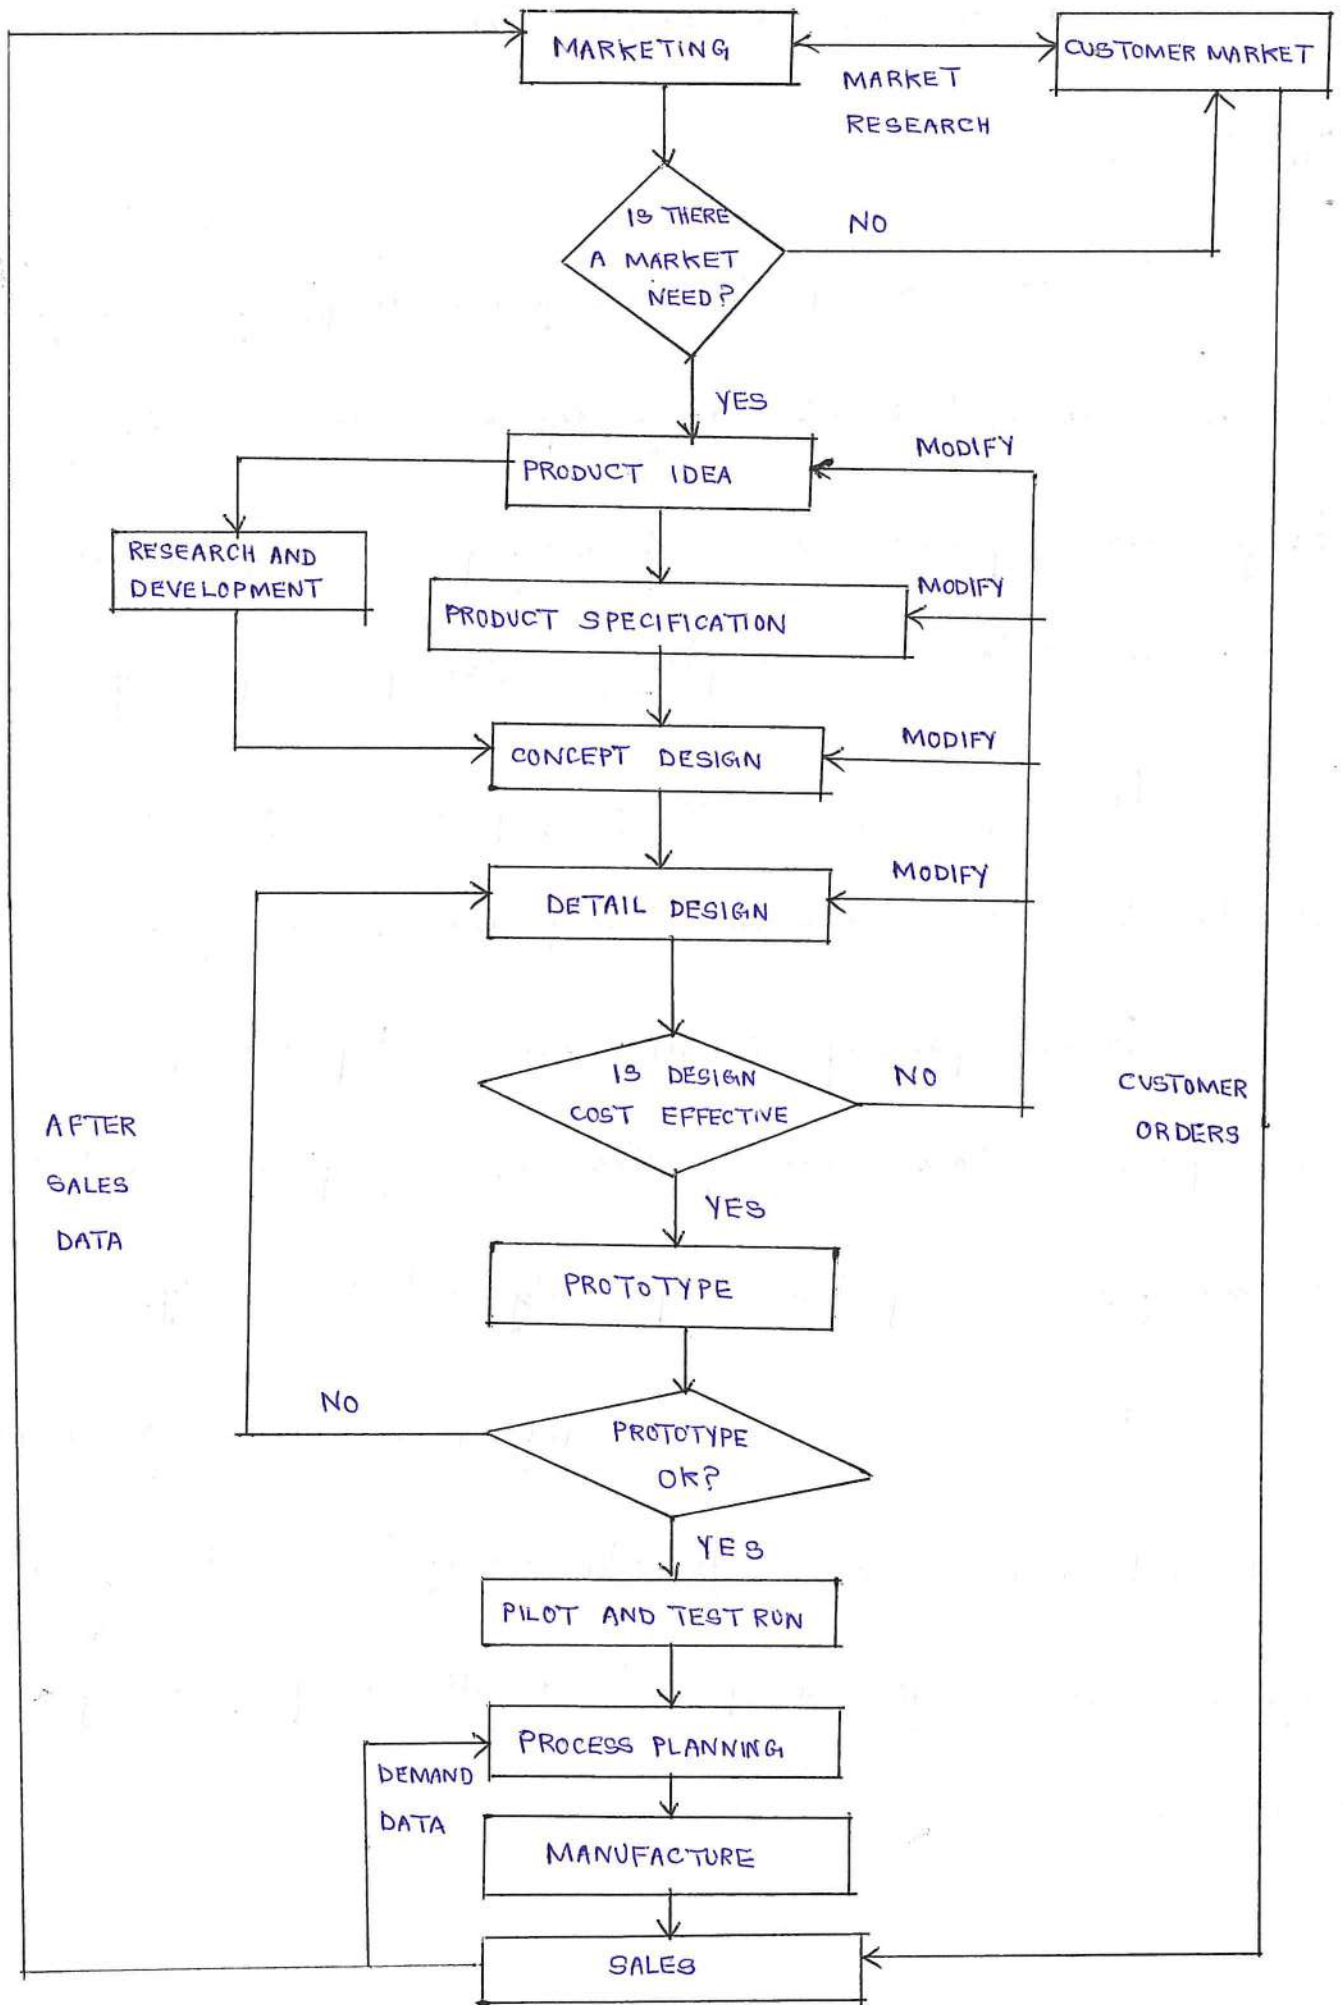 MARKETING
CUSTOMER MARKET
MARKET
RESEARCH
IS THERE
A MARKET
NEED?
NO
YES
PRODUCT IDEA
MODIFY
RESEARCH AND
DEVELOPMENT
PRODUCT SPECIFICATION
MODIFY
CONCEPT DESIGN
MODIFY
DETAIL DESIGN
MODIFY
IS DESIGN
COST EFFECTIVE
NO
CUSTOMER
ORDERS
AFTER
SALES
DATA
YES
PROTOTYPE
NO
PROTOTYPE
OK?
YES
PILOT AND TEST RUN
PROCESS PLANNING
DEMAND
DATA
MANUFACTURE
SALES